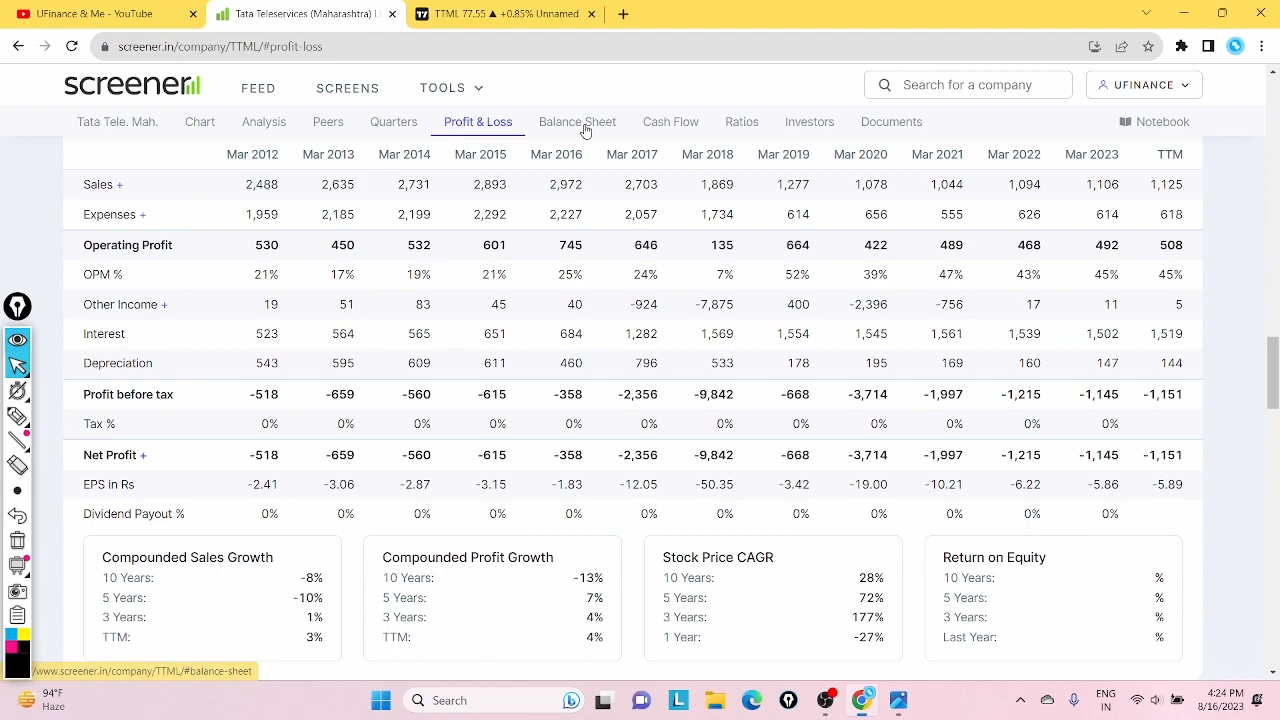 UFinance & Me - YouTube
Tata Teleservices (Maharashtra) L
TTML 77.55 ▲ +0.85% Unnamed
screener.in/company/TTML/#profit-loss
screener
FEED SCREENS TOOLS
Search for a company
UFINANCE
Tata Tele. Mah. Chart Analysis Peers Quarters Profit & Loss Balance Sheet Cash Flow Ratios Investors Documents Notebook
Mar 2012 Mar 2013 Mar 2014 Mar 2015 Mar 2016 Mar 2017 Mar 2018 Mar 2019 Mar 2020 Mar 2021 Mar 2022 Mar 2023 TTM
Sales + 2,488 2,635 2,731 2,893 2,972 2,703 1,869 1,277 1,078 1,044 1,094 1,106 1,125
Expenses + 1,959 2,185 2,199 2,292 2,227 2,057 1,734 614 656 555 626 614 618
Operating Profit 530 450 532 601 745 646 135 664 422 489 468 492 508
OPM % 21% 17% 19% 21% 25% 24% 7% 52% 39% 47% 43% 45% 45%
Other Income + 19 51 83 45 40 -924 -7,875 400 -2,396 -756 17 11 5
Interest 523 564 565 651 684 1,282 1,569 1,554 1,545 1,561 1,539 1,502 1,519
Depreciation 543 595 609 611 460 796 533 178 195 169 160 147 144
Profit before tax -518 -659 -560 -615 -358 -2,356 -9,842 -668 -3,714 -1,997 -1,215 -1,145 -1,151
Tax % 0% 0% 0% 0% 0% 0% 0% 0% 0% 0% 0% 0%
Net Profit + -518 -659 -560 -615 -358 -2,356 -9,842 -668 -3,714 -1,997 -1,215 -1,145 -1,151
EPS in Rs -2.41 -3.06 -2.87 -3.15 -1.83 -12.05 -50.35 -3.42 -19.00 -10.21 -6.22 -5.86 -5.89
Dividend Payout % 0% 0% 0% 0% 0% 0% 0% 0% 0% 0% 0% 0%
Compounded Sales Growth
10 Years: -8%
5 Years: -10%
3 Years: 1%
TTM: 3%
Compounded Profit Growth
10 Years: -13%
5 Years: 7%
3 Years: 4%
TTM: 4%
Stock Price CAGR
10 Years: 28%
5 Years: 72%
3 Years: 177%
1 Year: -27%
Return on Equity
10 Years: %
5 Years: %
3 Years: %
Last Year: %
/www.screener.in/company/TTML/#balance-sheet
94°F
Haze
Search
ENG
IN
4:24 PM
8/16/2023